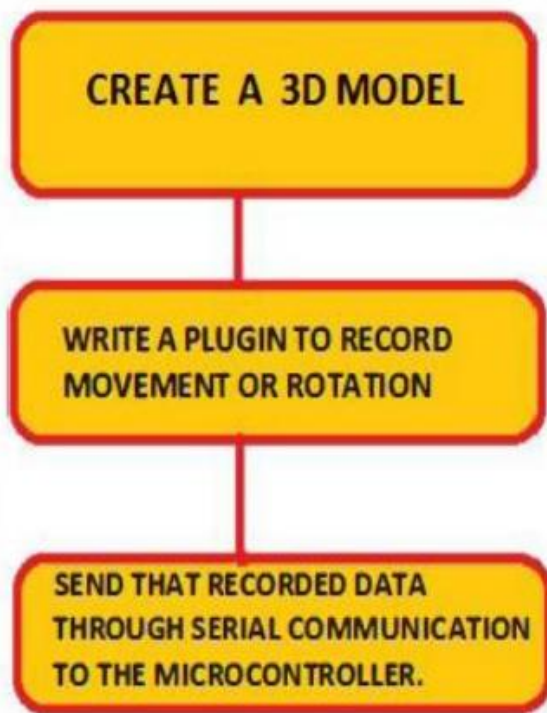 CREATE A 3D MODEL
WRITE A PLUGIN TO RECORD
MOVEMENT OR ROTATION
SEND THAT RECORDED DATA
THROUGH SERIAL COMMUNICATION
TO THE MICROCONTROLLER.